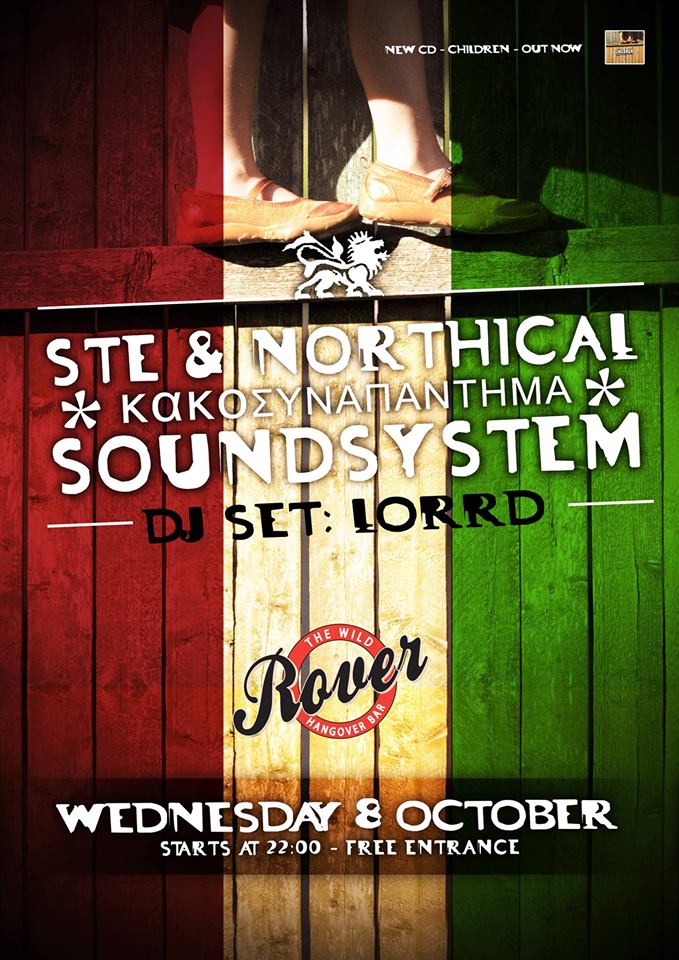 NEW CD - CHILDREN - OUT NOW
CHILDREN
STE & NORTHICAL
* ΚαΚΟΣΥΝΑΠΑΝΤΗΜΑ *
SOUNDSYSTEM
DJ SET: LORRD
THE WILD
Rover
HANGOVER BAR
WEDNESDAY 8 OCTOBER
STARTS AT 22:00 - FREE ENTRANCE